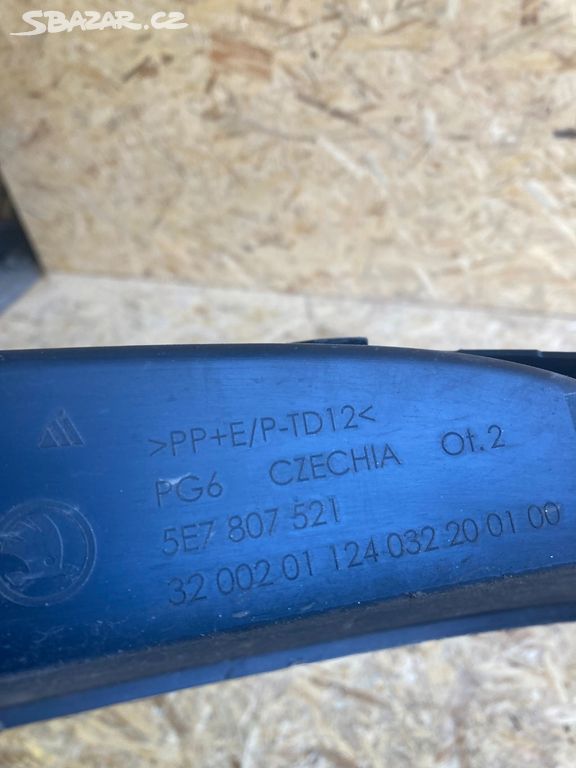 SBAZAR.CZ
>PP+E/P-TD12<
PG6 CZECHIA Ot.2
5E7 807 521
32 002 01 124 032 20 01 00